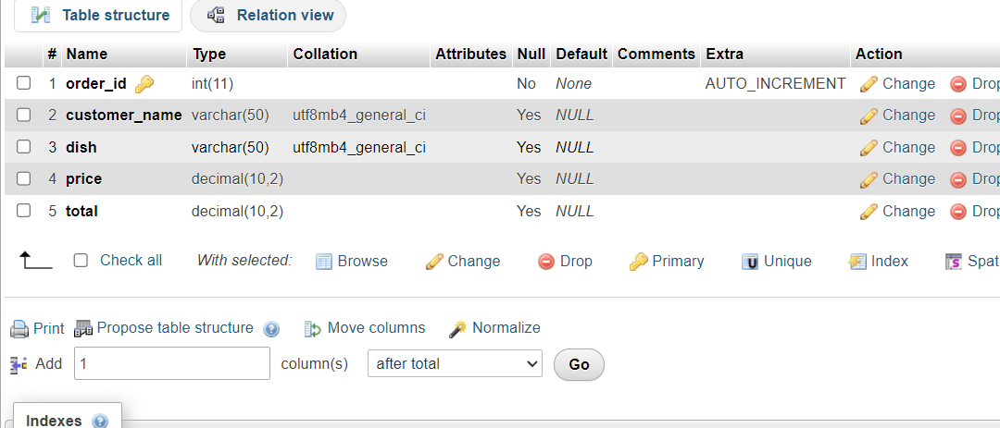 Table structure Relation view
# Name Type Collation Attributes Null Default Comments Extra Action
1 order_id int(11) No None AUTO_INCREMENT Change Drop
2 customer_name varchar(50) utf8mb4_general_ci Yes NULL Change Drop
3 dish varchar(50) utf8mb4_general_ci Yes NULL Change Drop
4 price decimal(10,2) Yes NULL Change Drop
5 total decimal(10,2) Yes NULL Change Drop
Check all With selected: Browse Change Drop Primary U Unique Index S Spat
Print Propose table structure Move columns Normalize
Add 1 column(s) after total Go
Indexes